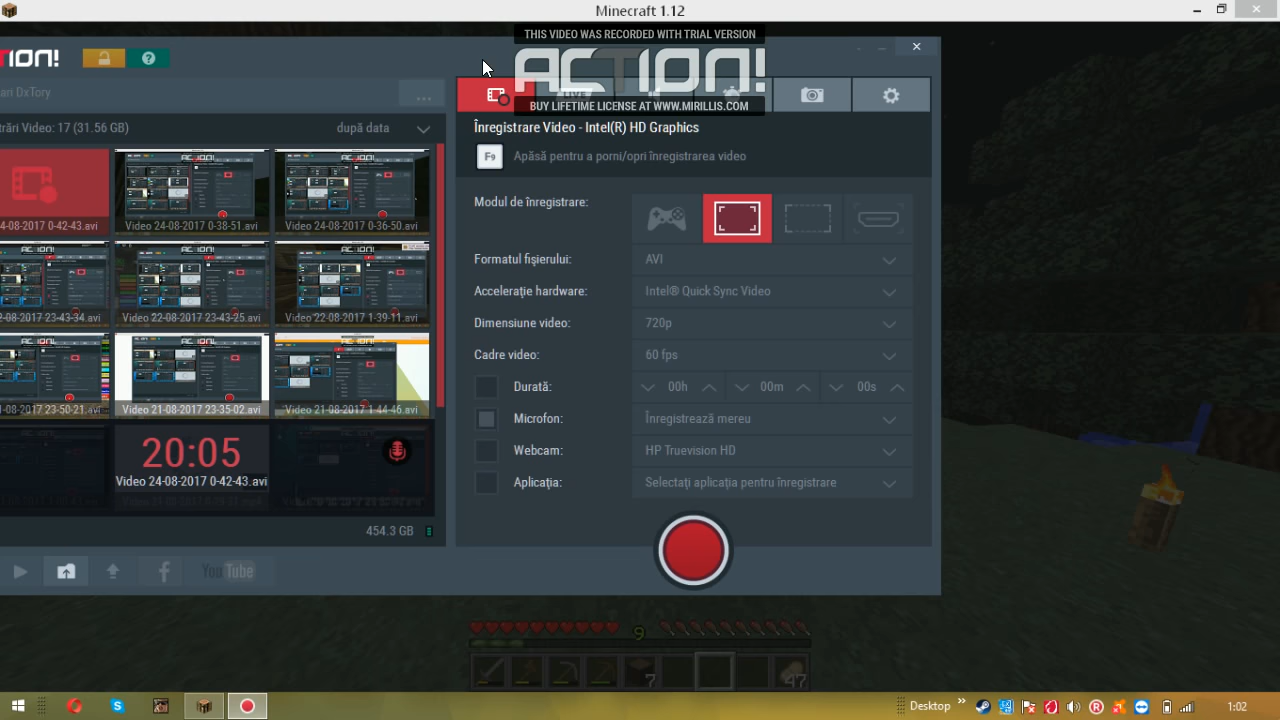 Minecraft 1.12
THIS VIDEO WAS RECORDED WITH TRIAL VERSION
ACTION!
BUY LIFETIME LICENSE AT WWW.MIRILLIS.COM
ION!
?
ari DxTory
...
trări Video: 17 (31.56 GB)
după data
4-08-2017 0-42-43.avi
Video 24-08-2017 0-38-51.avi
Video 24-08-2017 0-36-50.avi
2-08-2017 23-43-34.avi
Video 22-08-2017 23-43-25.avi
Video 22-08-2017 1-39-11.avi
-08-2017 23-50-21.avi
Video 21-08-2017 23-35-02.avi
Video 21-08-2017 1-44-46.avi
20:05
Video 24-08-2017 0-42-43.avi
454.3 GB
YouTube
Înregistrare Video - Intel(R) HD Graphics
F9
Apăsă pentru a porni/opri înregistrarea video
Modul de înregistrare:
Formatul fişierului:
AVI
Acceleraţie hardware:
Intel® Quick Sync Video
Dimensiune video:
720p
Cadre video:
60 fps
Durată:
00h
00m
00s
Microfon:
Înregistrează mereu
Webcam:
HP Truevision HD
Aplicaţia:
Selectaţi aplicaţia pentru înregistrare
9
7
47
Desktop
1:02